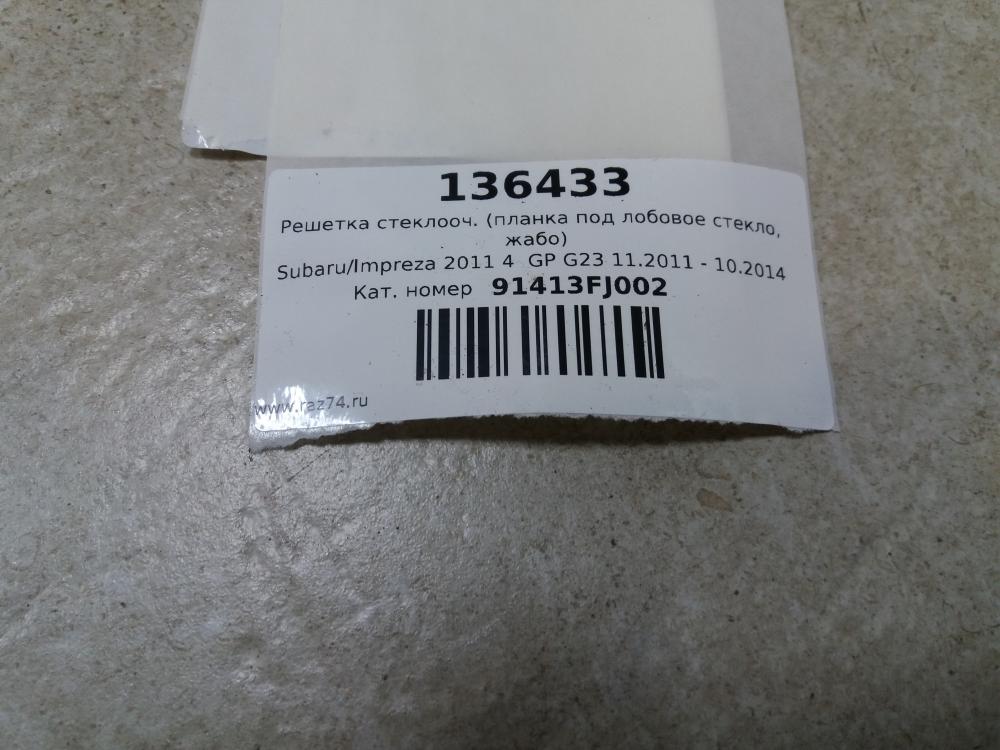 136433
Решетка стеклооч. (планка под лобовое стекло,
жабо)
Subaru/Impreza 2011 4 GP G23 11.2011 - 10.2014
Кат. номер 91413FJ002
www.raz74.ru